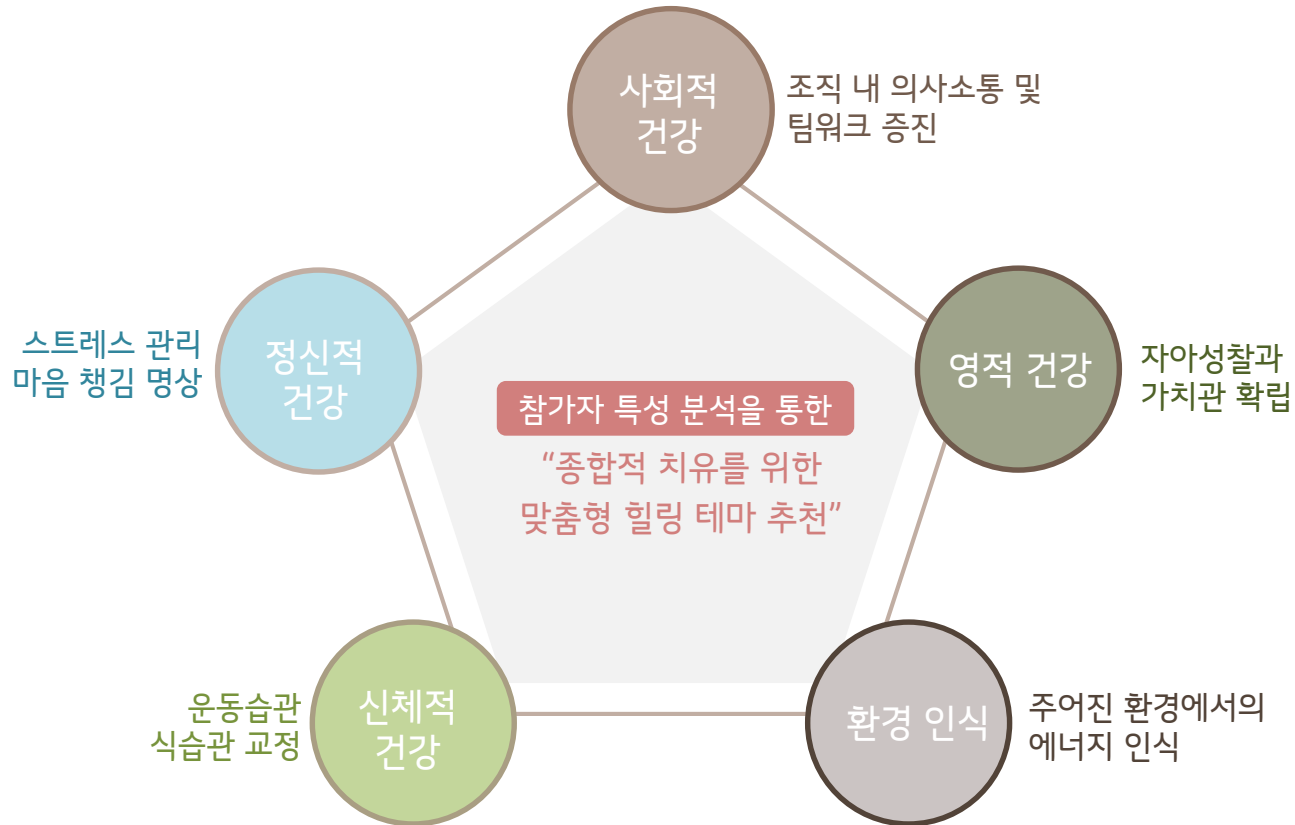 사회적
건강
조직 내 의사소통 및
팀워크 증진
스트레스 관리
마음 챙김 명상
정신적
건강
영적 건강
자아성찰과
가치관 확립
참가자 특성 분석을 통한
“종합적 치유를 위한
맞춤형 힐링 테마 추천”
운동습관
식습관 교정
신체적
건강
환경 인식
주어진 환경에서의
에너지 인식